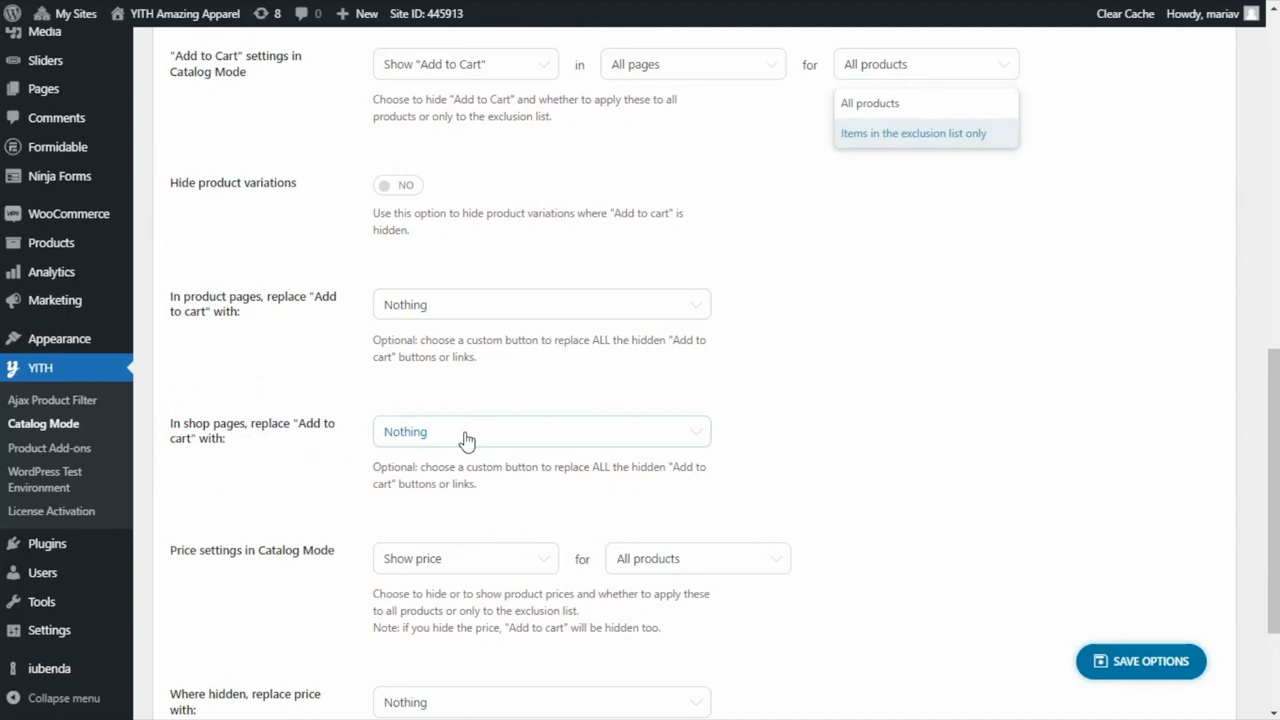 My Sites
YITH Amazing Apparel
8
0
New
Site ID: 445913
Clear Cache
Howdy, mariav
Media
Sliders
Pages
Comments
Formidable
Ninja Forms
WooCommerce
Products
Analytics
Marketing
Appearance
YITH
Ajax Product Filter
Catalog Mode
Product Add-ons
WordPress Test
Environment
License Activation
Plugins
Users
Tools
Settings
iubenda
Collapse menu
"Add to Cart" settings in
Catalog Mode
Show "Add to Cart"
in
All pages
for
All products
All products
Items in the exclusion list only
Choose to hide "Add to Cart" and whether to apply these to all
products or only to the exclusion list.
Hide product variations
NO
Use this option to hide product variations where "Add to cart" is
hidden.
In product pages, replace "Add
to cart" with:
Nothing
Optional: choose a custom button to replace ALL the hidden "Add to
cart" buttons or links.
In shop pages, replace "Add to
cart" with:
Nothing
Optional: choose a custom button to replace ALL the hidden "Add to
cart" buttons or links.
Price settings in Catalog Mode
Show price
for
All products
Choose to hide or to show product prices and whether to apply these
to all products or only to the exclusion list.
Note: if you hide the price, "Add to cart" will be hidden too.
SAVE OPTIONS
Where hidden, replace price
with:
Nothing